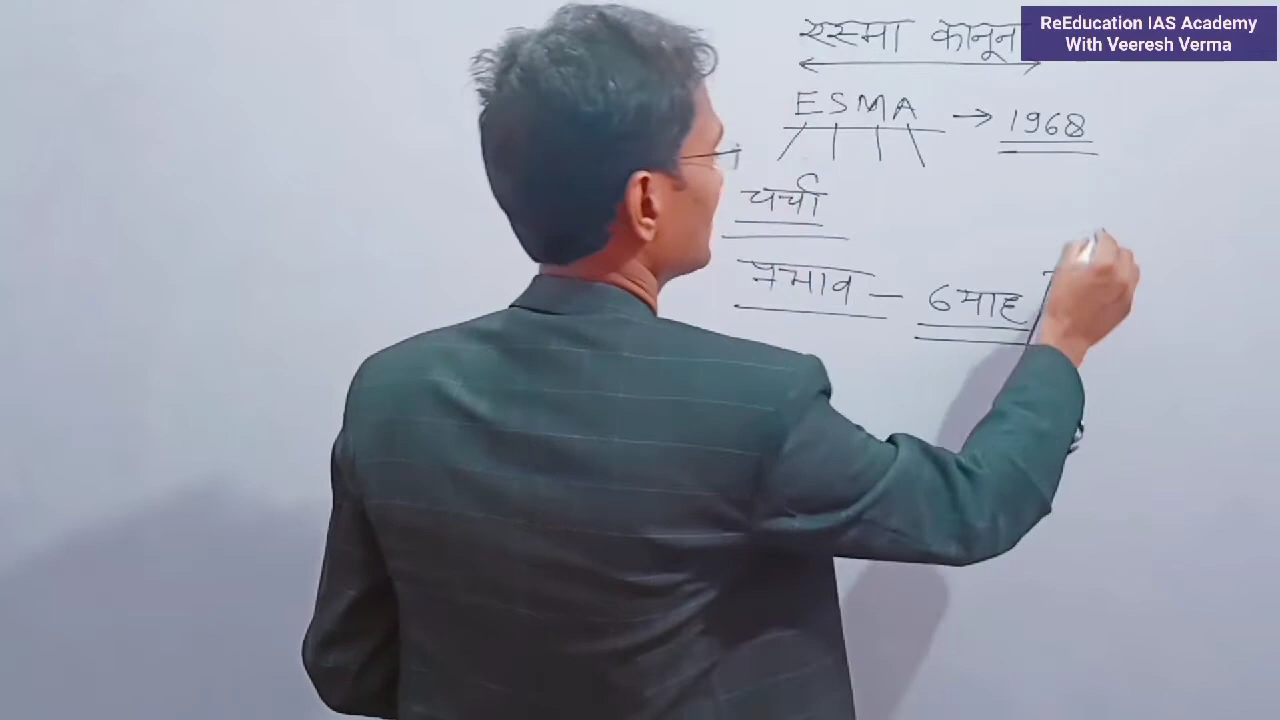 ReEducation IAS Academy
With Veeresh Verma
एस्मा कानून
ESMA → 1968
चर्चा
प्रभाव – 6माह